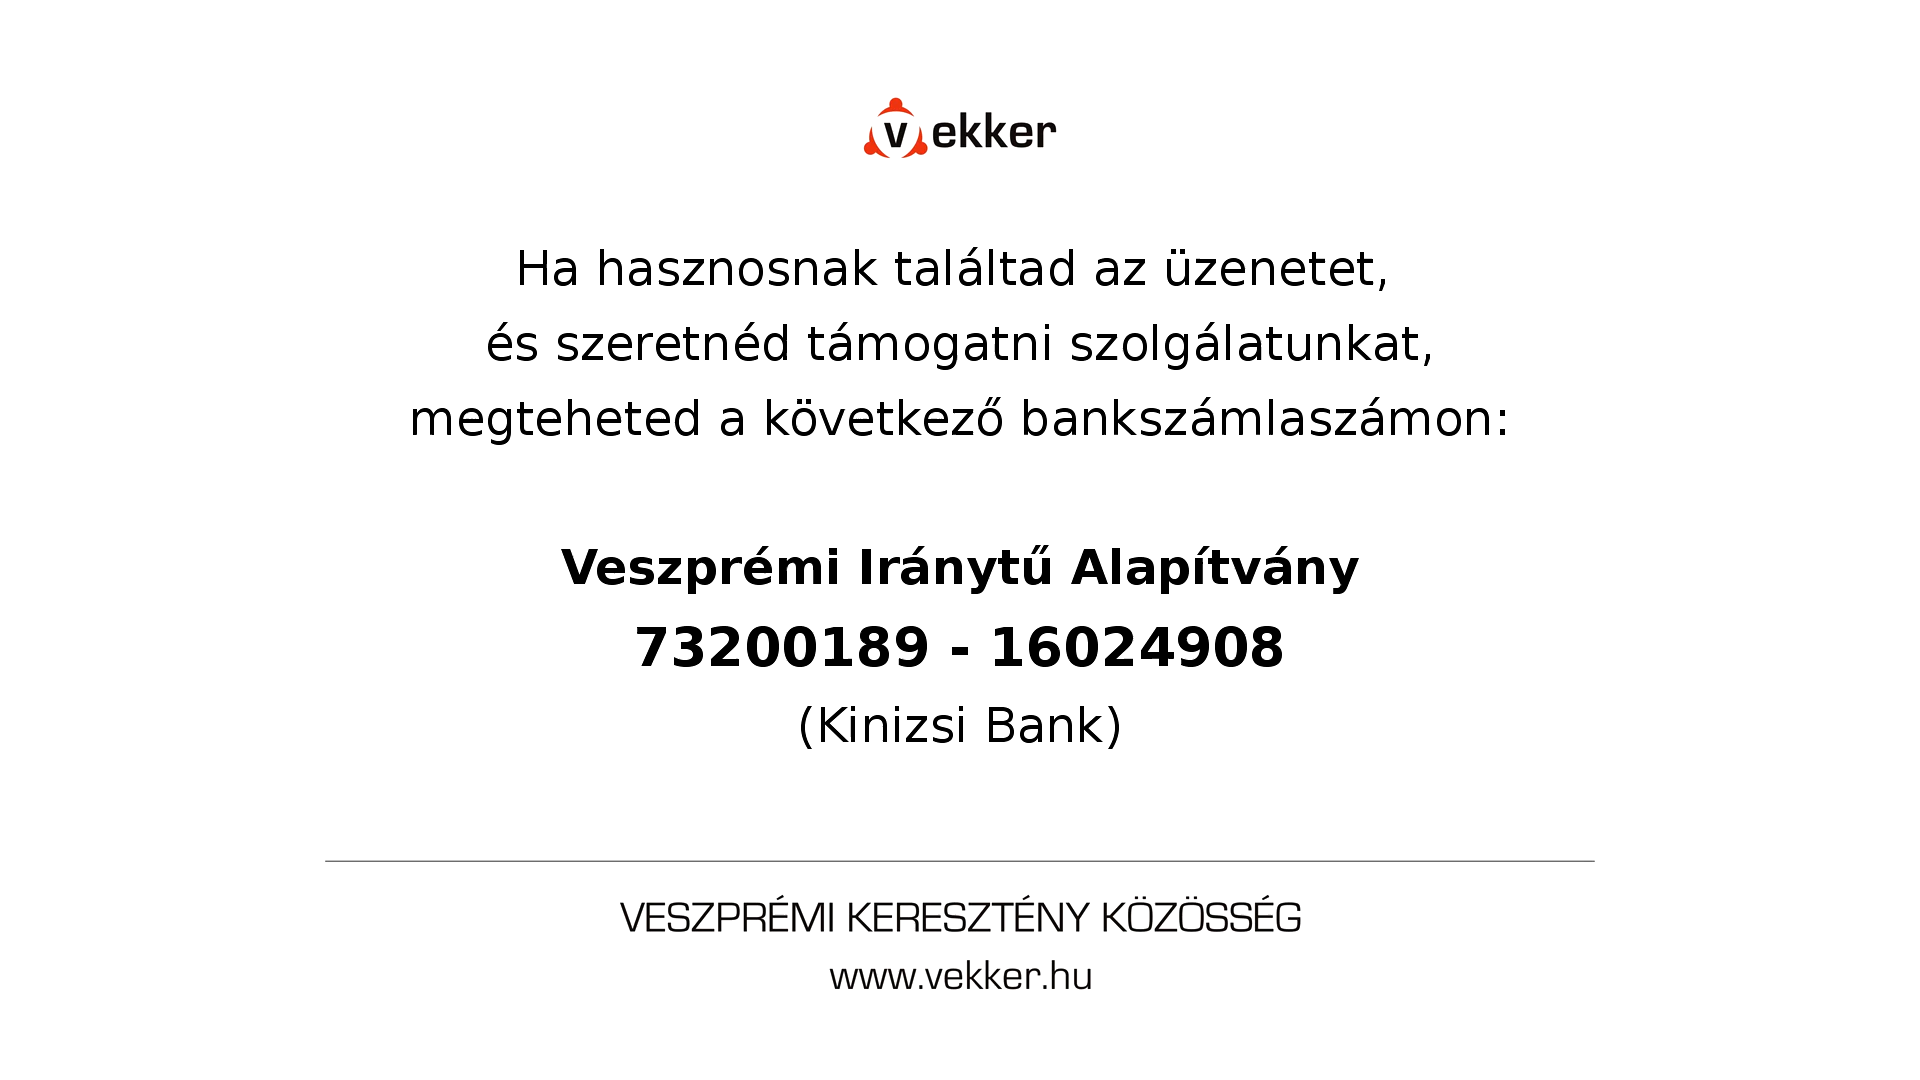 vekker
Ha hasznosnak találtad az üzenetet,
és szeretnéd támogatni szolgálatunkat,
megteheted a következő bankszámlaszámon:
Veszprémi Iránytű Alapítvány
73200189 - 16024908
(Kinizsi Bank)
VESZPRÉMI KERESZTÉNY KÖZÖSSÉG
www.vekker.hu